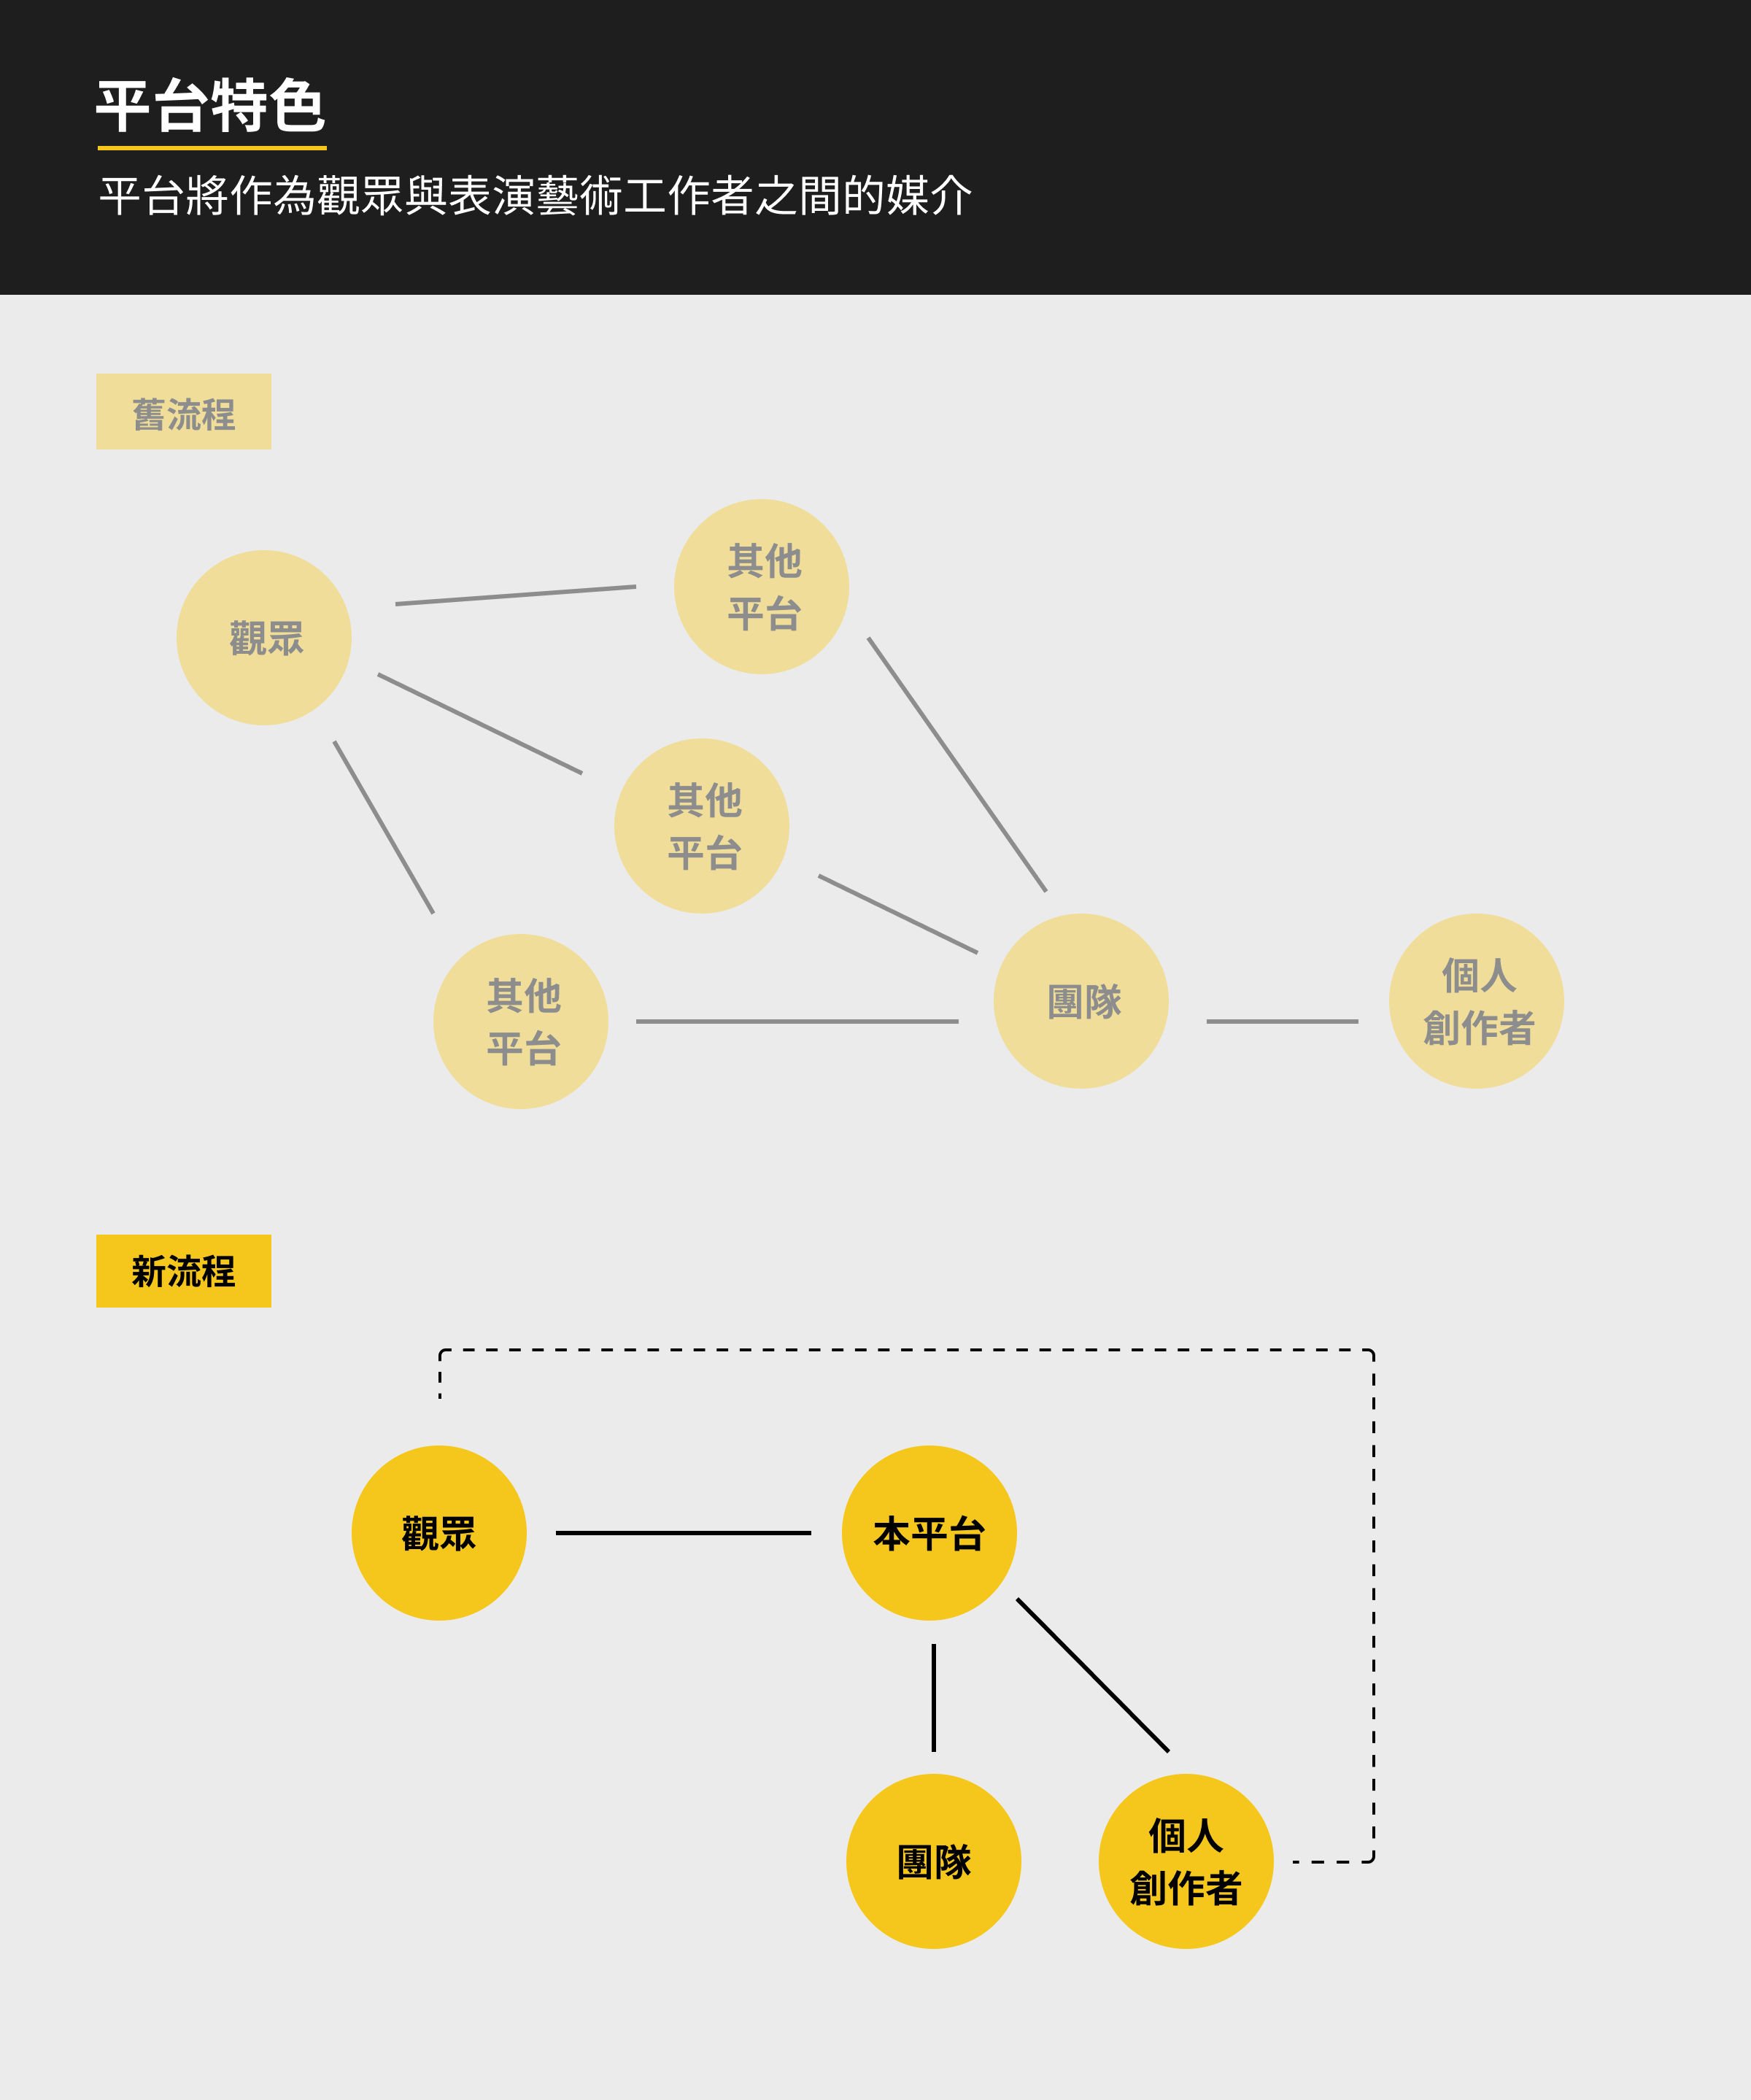 平台特色
平台將作為觀眾與表演藝術工作者之間的媒介
舊流程
觀眾
其他
平台
其他
平台
其他
平台
團隊
個人
創作者
新流程
觀眾
本平台
團隊
個人
創作者